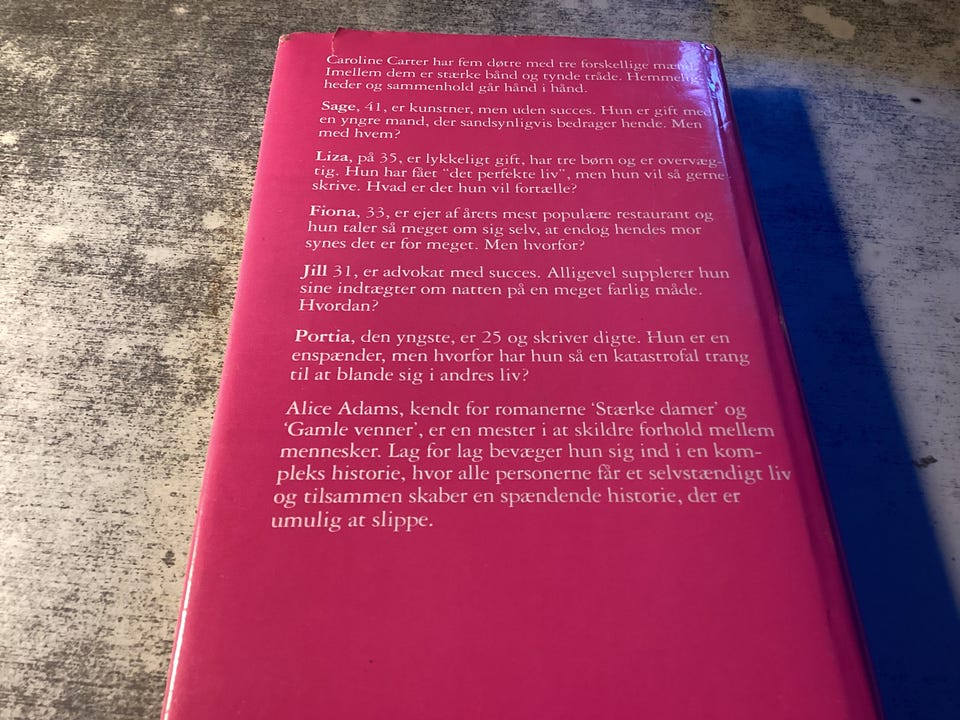 Caroline Carter har fem døtre med tre forskellige
Imellem dem er stærke bånd og tynde tråde. Hemmelig-
heder og sammenhold går hånd i hånd.
Sage, 41, er kunstner, men uden succes. Hun er gift med
en yngre mand, der sandsynligvis bedrager hende. Men
med hvem?
Liza, på 35, er lykkeligt gift, har tre børn og er overvæg-
tig. Hun har fået "det perfekte liv", men hun vil så gerne
skrive. Hvad er det hun vil fortælle?
Fiona, 33, er ejer af årets mest populære restaurant og
hun taler så meget om sig selv, at endog hendes mor
synes det er for meget. Men hvorfor?
Jill 31, er advokat med succes. Alligevel supplerer hun
sine indtægter om natten på en meget farlig måde.
Hvordan?
Portia, den yngste, er 25 og skriver digte. Hun er en
enspænder, men hvorfor har hun så en katastrofal trang
til at blande sig i andres liv?
Alice Adams, kendt for romanerne 'Stærke damer' og
'Gamle venner', er en mester i at skildre forhold mellem
mennesker. Lag for lag bevæger hun sig ind i en kom-
pleks historie, hvor alle personerne får et selvstændigt liv
og tilsammen skaber en spændende historie, der er
umulig at slippe.